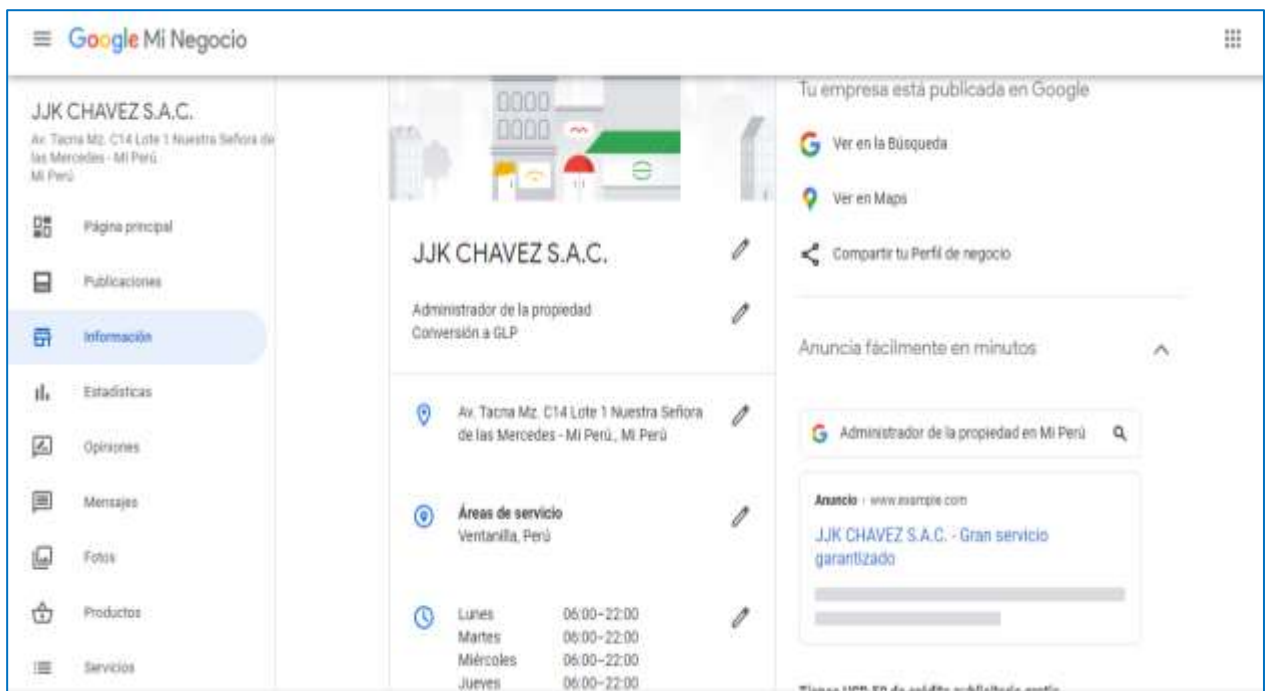 Google Mi Negocio
JJK CHAVEZ S.A.C.
Av. Tacna Mz. C14 Lote 1 Nuestra Señora de
las Mercedes - Mi Perú
Mi Perú
Página principal
Publicaciones
Información
Estadísticas
Opiniones
Mensajes
Fotos
Productos
Servicios
JJK CHAVEZ S.A.C.
Administrador de la propiedad
Conversión a GLP
Av. Tacna Mz. C14 Lote 1 Nuestra Señora
de las Mercedes - Mi Perú., Mi Perú
Áreas de servicio
Ventanilla, Perú
Lunes 06:00–22:00
Martes 06:00–22:00
Miércoles 06:00–22:00
Jueves 06:00–22:00
Tu empresa está publicada en Google
Ver en la Búsqueda
Ver en Maps
Compartir tu Perfil de negocio
Anuncia fácilmente en minutos
Administrador de la propiedad en Mi Perú
Anuncio · www.example.com
JJK CHAVEZ S.A.C. - Gran servicio
garantizado